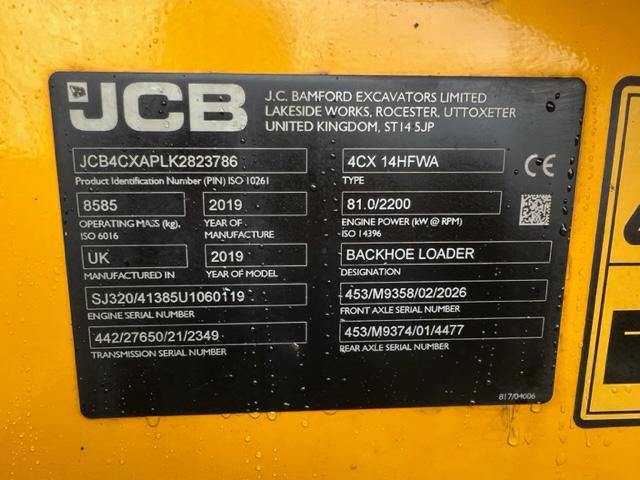 JCB
J.C. BAMFORD EXCAVATORS LIMITED
LAKESIDE WORKS, ROCESTER, UTTOXETER
UNITED KINGDOM, ST14 5JP
JCB4CXAPLK2823786
Product Identification Number (PIN) ISO 10261
4CX 14HFWA
TYPE
CE
8585
OPERATING MASS (kg),
ISO 6016
2019
YEAR OF
MANUFACTURE
81.0/2200
ENGINE POWER (kW @ RPM)
ISO 14396
UK
MANUFACTURED IN
2019
YEAR OF MODEL
BACKHOE LOADER
DESIGNATION
SJ320/41385U1060119
ENGINE SERIAL NUMBER
453/M9358/02/2026
FRONT AXLE SERIAL NUMBER
442/27650/21/2349
TRANSMISSION SERIAL NUMBER
453/M9374/01/4477
REAR AXLE SERIAL NUMBER
817/04006